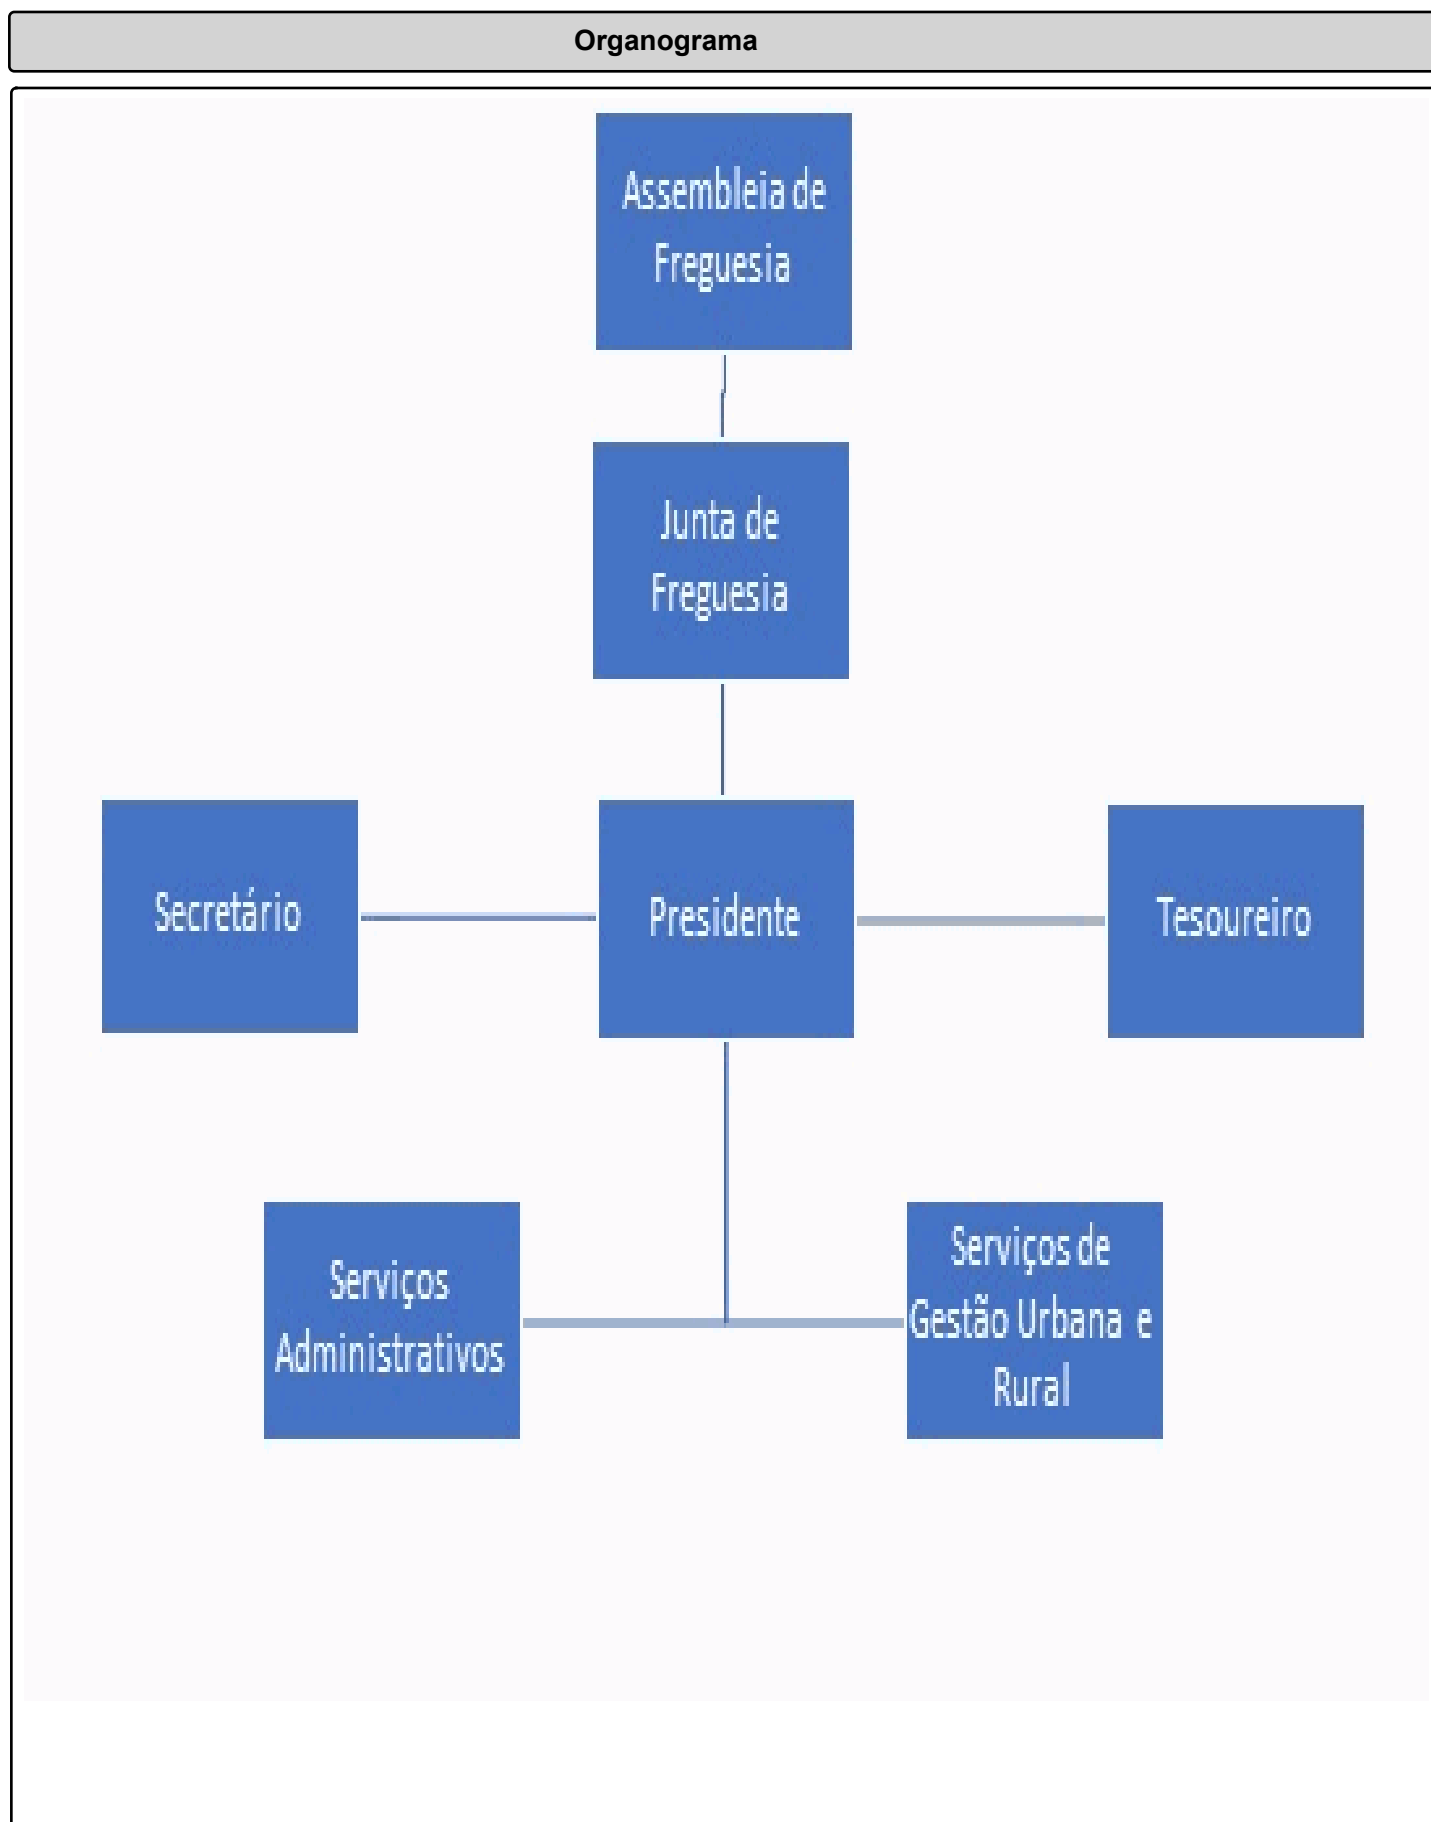 Organograma
Assembleia de
Freguesia
Junta de
Freguesia
Secretário
Presidente
Tesoureiro
Serviços
Administrativos
Serviços de
Gestão Urbana e
Rural